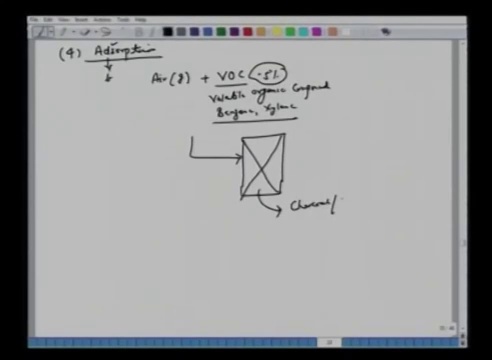 File Edit View Insert Actions Tools Help
(4) Adsorption
Air (g) + VOC ~5%
Volatile organic Compound
Benzene, Xylene
Charcoal/